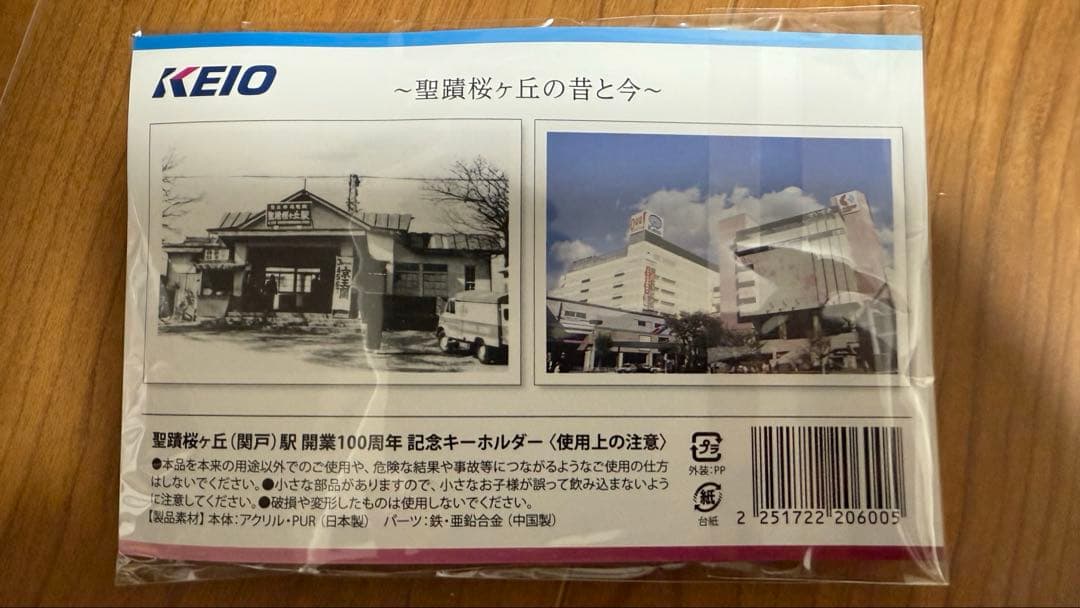 KEIO
～聖蹟桜ヶ丘の昔と今～
聖蹟桜ヶ丘駅
聖蹟桜ヶ丘(関戸)駅 開業100周年 記念キーホルダー〈使用上の注意〉
●本品を本来の用途以外でのご使用や、危険な結果や事故等につながるようなご使用の仕方
はしないでください。●小さな部品がありますので、小さなお子様が誤って飲み込まないよう
に注意してください。●破損や変形したものは使用しないでください。
【製品素材】本体:アクリル・PUR(日本製) パーツ:鉄・亜鉛合金(中国製)
プラ
外装:PP
紙
台紙
2 251722 206005